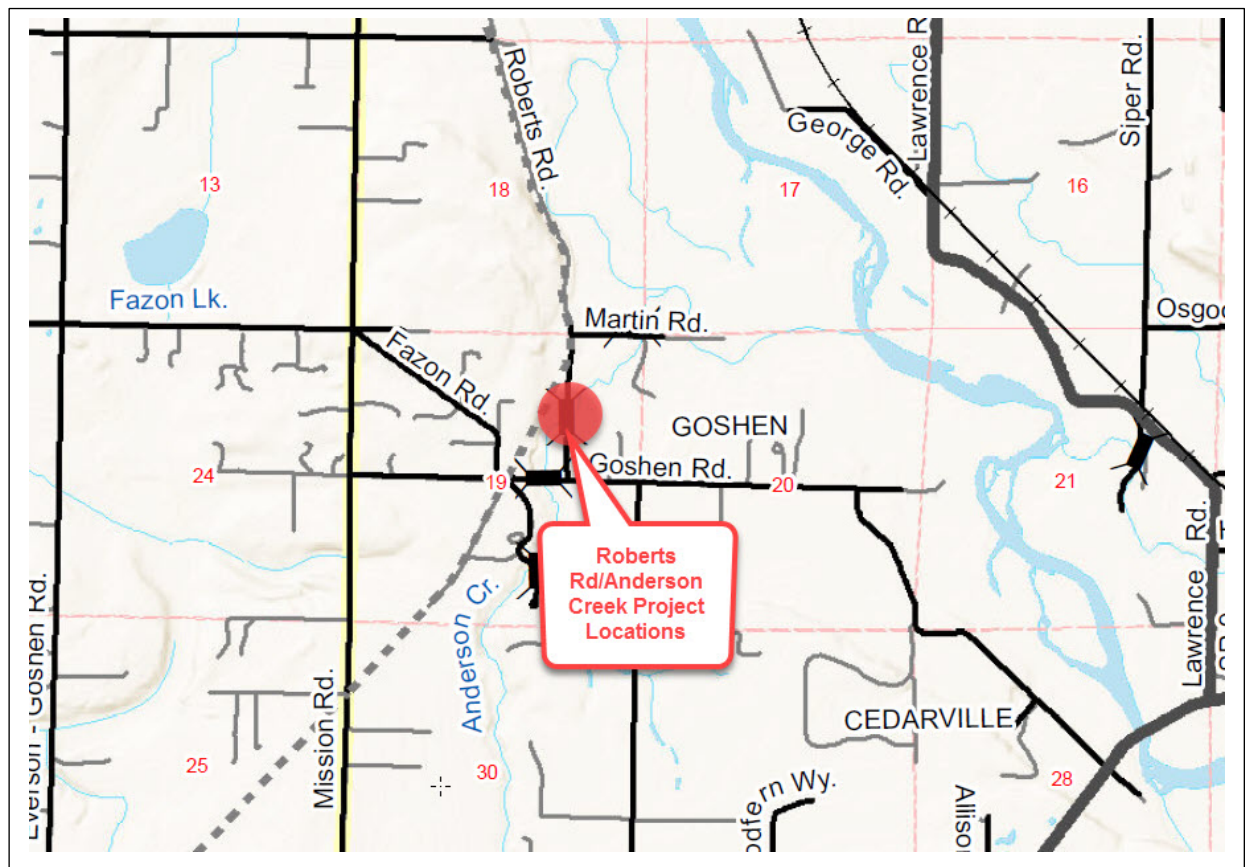 Roberts Rd.
Lawrence R
Siper Rd.
George Rd.
13
18
17
16
Fazon Lk.
Martin Rd.
Osgoo
Fazon Rd.
GOSHEN
Goshen Rd.
24
19
20
21
Roberts
Rd/Anderson
Creek Project
Locations
Anderson Cr.
Everson - Goshen Rd.
Mission Rd.
Lawrence Rd.
CEDARVILLE
25
30
28
odfern Wy.
Allison